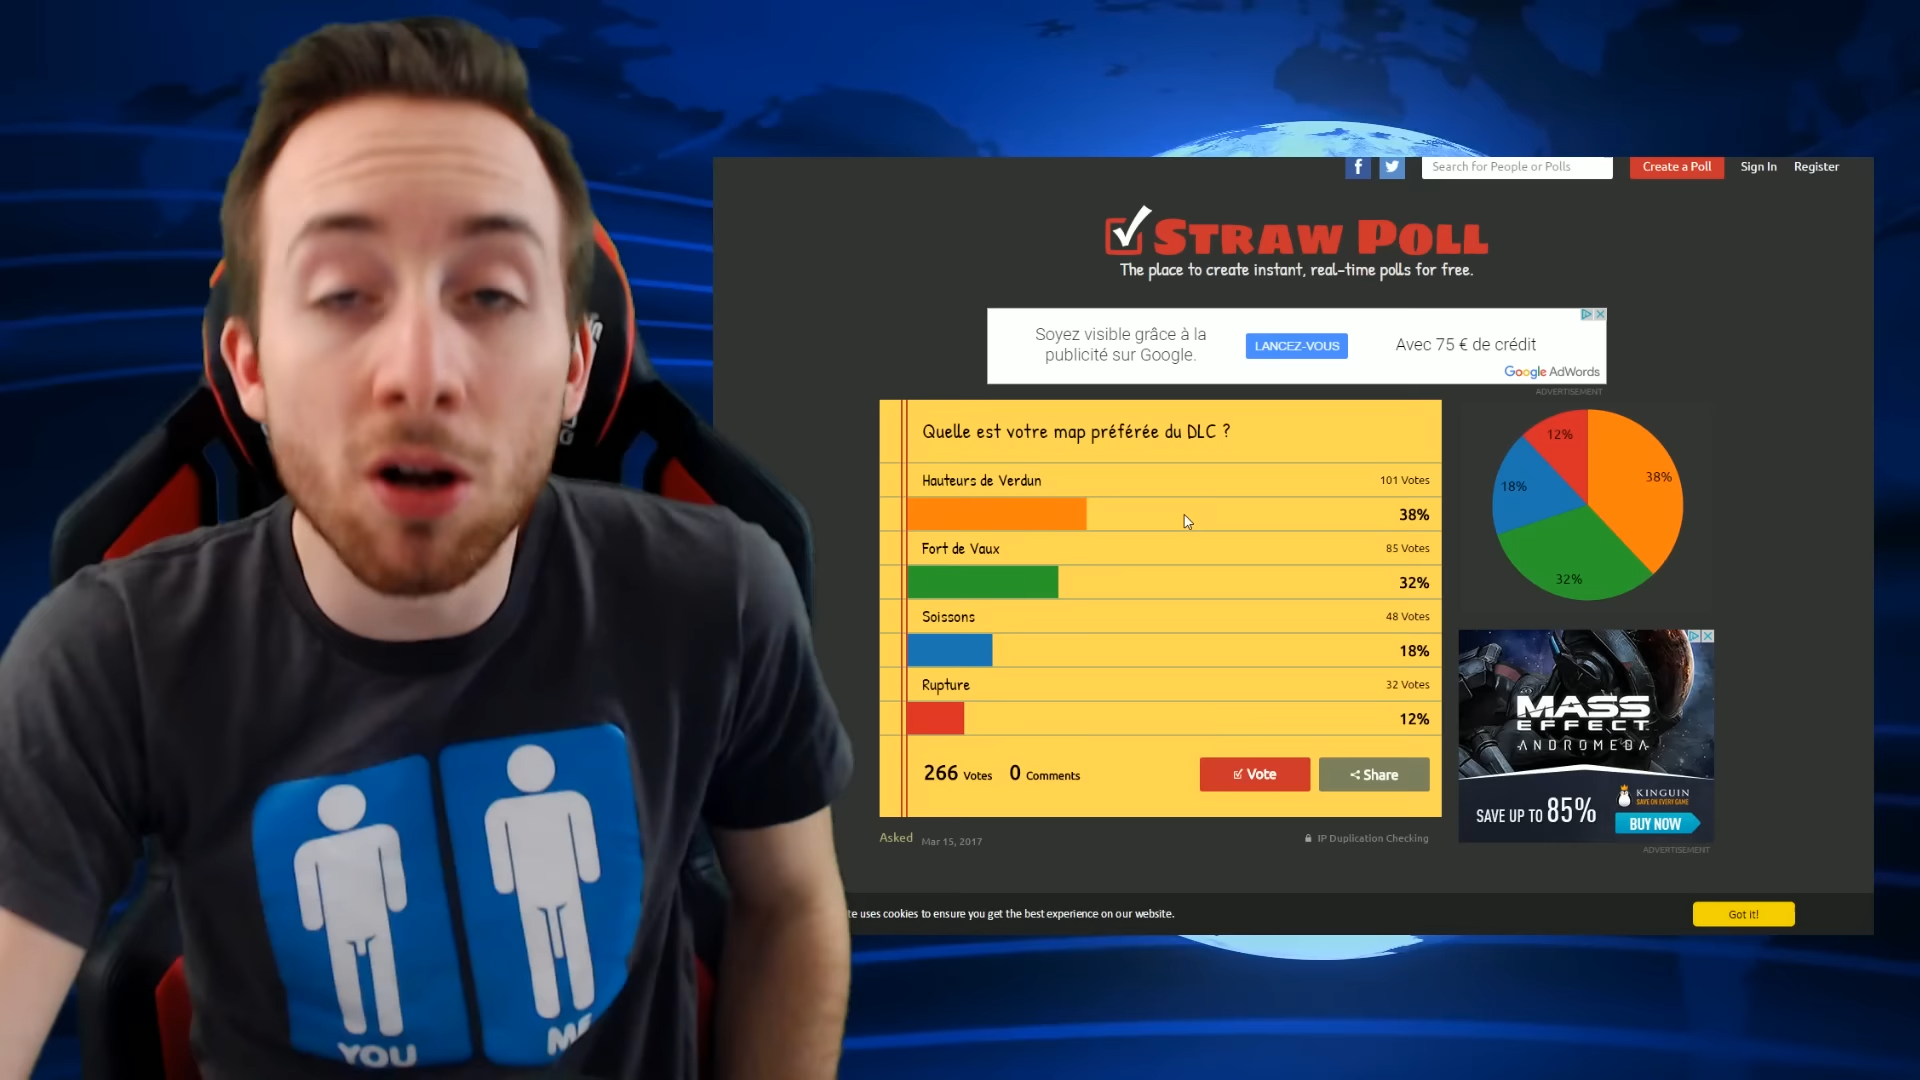 f
Search for People or Polls
Create a Poll
Sign In
Register
STRAW POLL
The place to create instant, real-time polls for free.
Soyez visible grâce à la
publicité sur Google.
LANCEZ-VOUS
Avec 75 € de crédit
Google AdWords
ADVERTISEMENT
Quelle est votre map préférée du DLC ?
Hauteurs de Verdun
101 Votes
38%
Fort de Vaux
85 Votes
32%
Soissons
48 Votes
18%
Rupture
32 Votes
12%
266 Votes 0 Comments
Vote
Share
Asked Mar 15, 2017
IP Duplication Checking
12%
38%
18%
32%
MASS
EFFECT
ANDROMEDA
SAVE UP TO 85%
KINGUIN
SAVE ON EVERY GAME
BUY NOW
ADVERTISEMENT
uses cookies to ensure you get the best experience on our website.
Got it!
YOU
ME